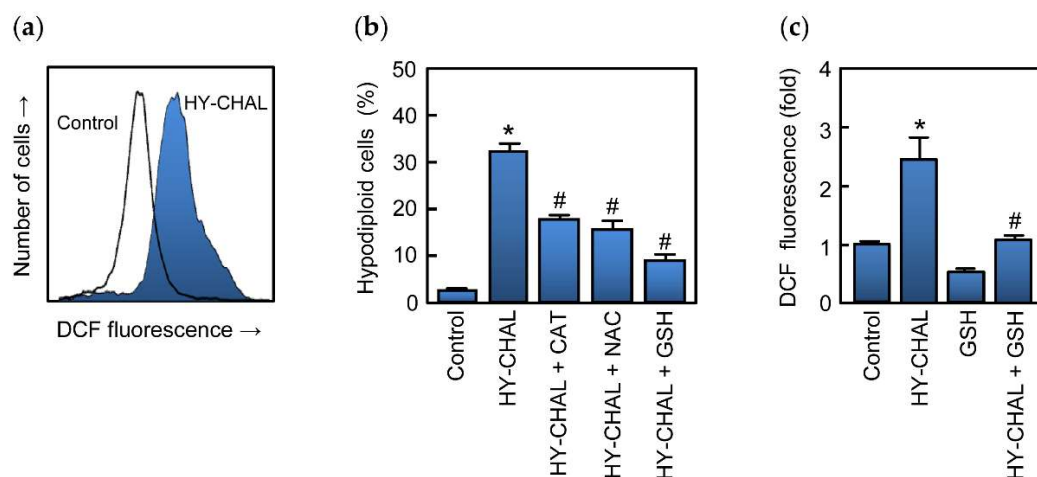 (a)
Number of cells →
Control
HY-CHAL
DCF fluorescence →
(b)
Hypodiploid cells (%)
50
40
30
20
10
0
*
#
#
#
Control
HY-CHAL
HY-CHAL + CAT
HY-CHAL + NAC
HY-CHAL + GSH
(c)
DCF fluorescence (fold)
4
3
2
1
0
*
#
Control
HY-CHAL
GSH
HY-CHAL + GSH